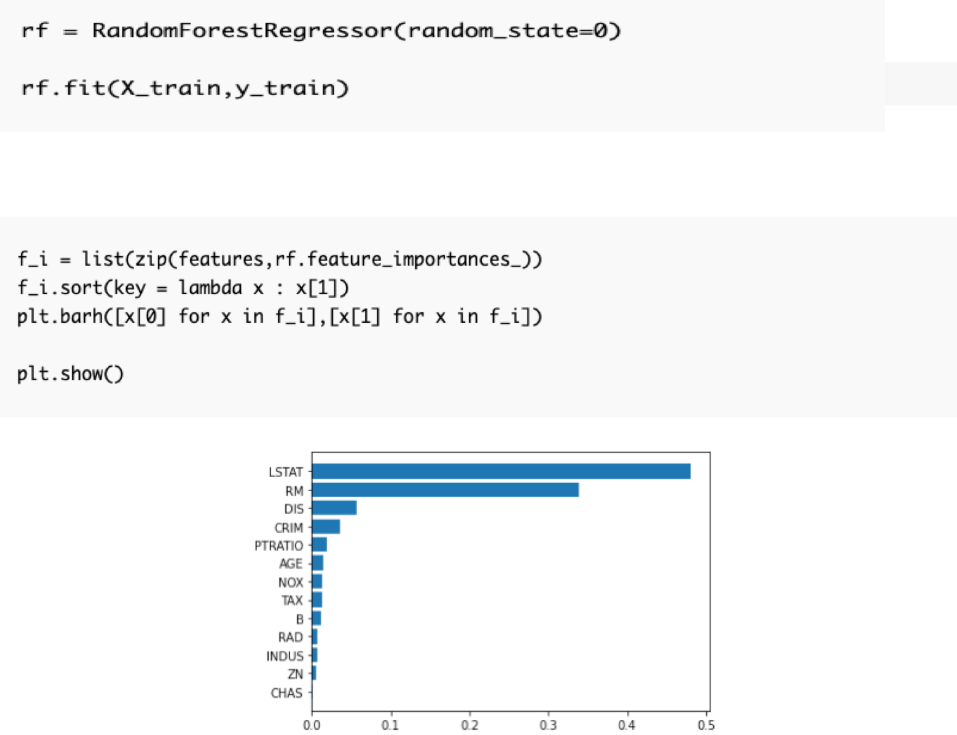 rf = RandomForestRegressor(random_state=0)
rf.fit(X_train,y_train)
f_i = list(zip(features,rf.feature_importances_))
f_i.sort(key = lambda x : x[1])
plt.barh([x[0] for x in f_i],[x[1] for x in f_i])
plt.show()
LSTAT
RM
DIS
CRIM
PTRATIO
AGE
NOX
TAX
B
RAD
INDUS
ZN
CHAS
0.0 0.1 0.2 0.3 0.4 0.5